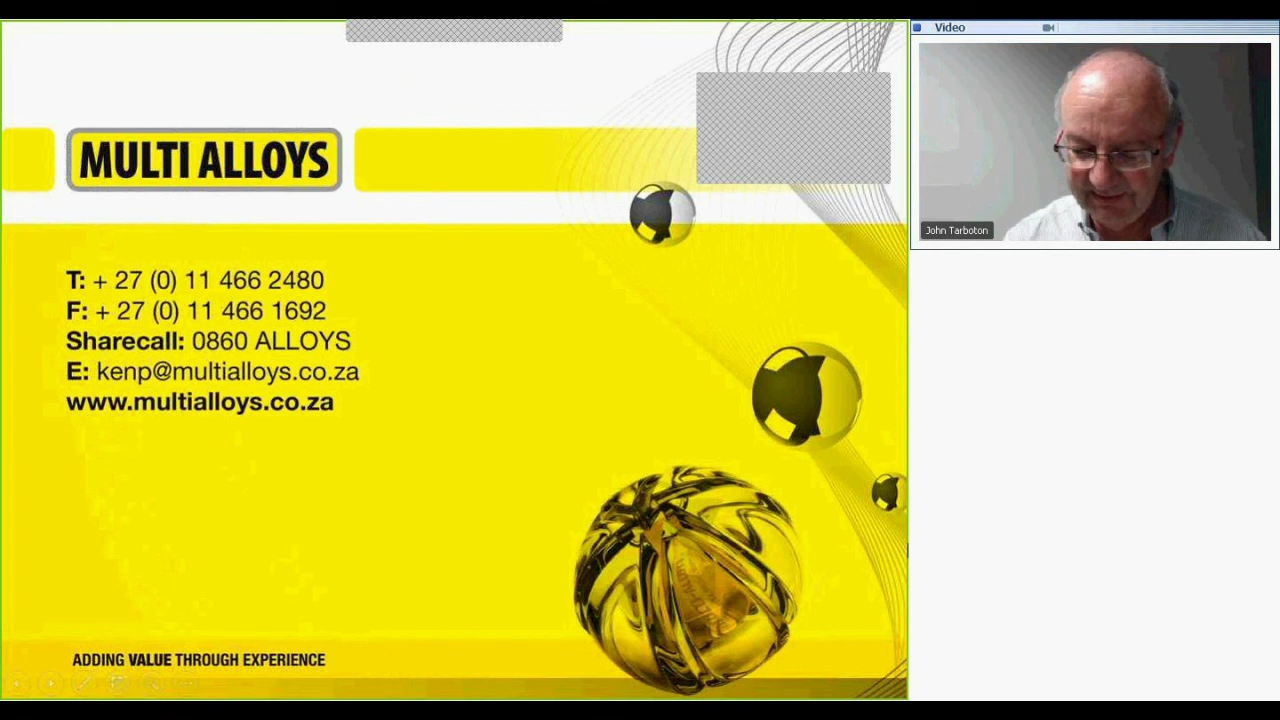 Video
MULTI ALLOYS
John Tarboton
T: + 27 (0) 11 466 2480
F: + 27 (0) 11 466 1692
Sharecall: 0860 ALLOYS
E: kenp@multialloys.co.za
www.multialloys.co.za
ADDING VALUE THROUGH EXPERIENCE